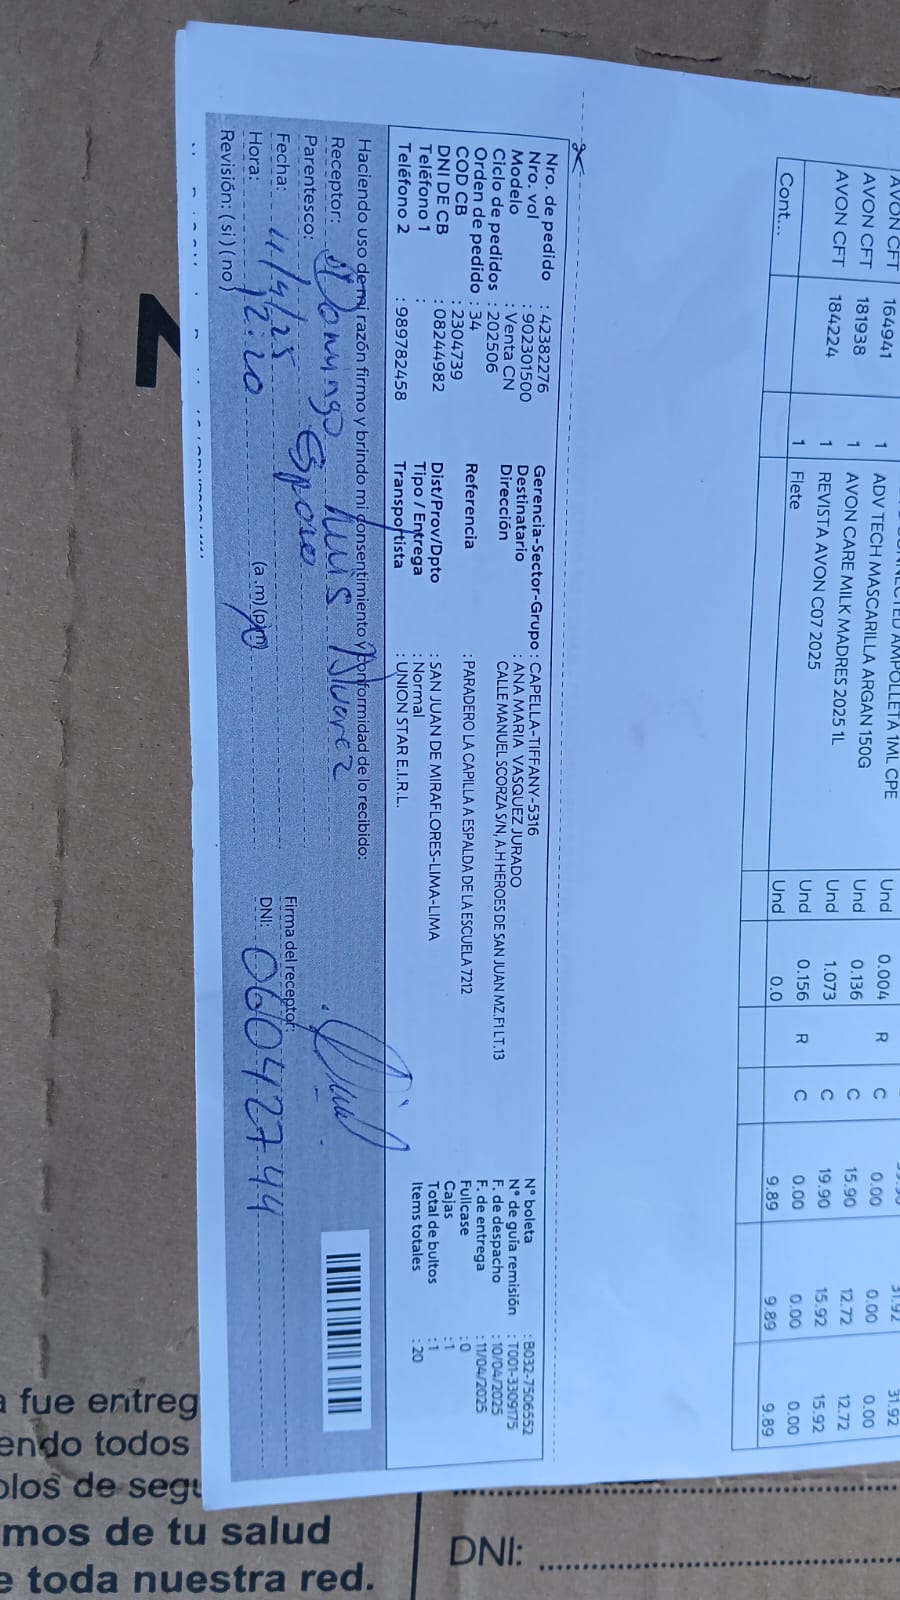 AVON CFT 164941 1
AVON CFT 181938 1 ADV TECH MASCARILLA ARGAN 150G Und 0.004 R C 0.00 0.00 0.00
AVON CFT 184224 1 AVON CARE MILK MADRES 2025 1L Und 0.136 C 15.90 12.72 12.72
1 REVISTA AVON C07 2025 Und 1.073 C 19.90 15.92 15.92
Flete Und 0.156 R C 0.00 0.00 0.00
Cont... Und 0.0 9.89 9.89 9.89
AMPOLLETA 1ML CPE 31.92 31.92
Nro. de pedido : 42382276
Nro. vol : 902301500
Modelo : Venta CN
Ciclo de pedidos : 202506
Orden de pedido : 34
COD CB : 2304739
DNI DE CB : 08244982
Teléfono 1 :
Teléfono 2 : 989782458
Gerencia-Sector-Grupo : CAPELLA-TIFFANY-5316
Destinatario : ANA MARIA VASQUEZ JURADO
Dirección CALLE MANUEL SCORZA S/N, A.H HEROES DE SAN JUAN MZ.F1 LT.13
Referencia : PARADERO LA CAPILLA A ESPALDA DE LA ESCUELA 7212
Dist/Prov/Dpto : SAN JUAN DE MIRAFLORES-LIMA-LIMA
Tipo / Entrega : Normal
Transportista : UNION STAR E.I.R.L.
N° boleta : B032-7506552
N° de guía remisión : T001-3309175
F. de despacho : 10/04/2025
F. de entrega : 11/04/2025
Fullcase : 0
Cajas : 1
Total de bultos : 1
Items totales : 20
Haciendo uso de mi razón firmo y brindo mi consentimiento y conformidad de lo recibido:
Receptor: Domingo Luis Alvarez
Parentesco: Esposo
Fecha: 11/4/25
Hora: 12:20 (a .m) (p.m)
Revisión: (si) (no)
Firma del receptor:
DNI: 06042744
fue entreg
endo todos
olos de segu
mos de tu salud
e toda nuestra red.
DNI: